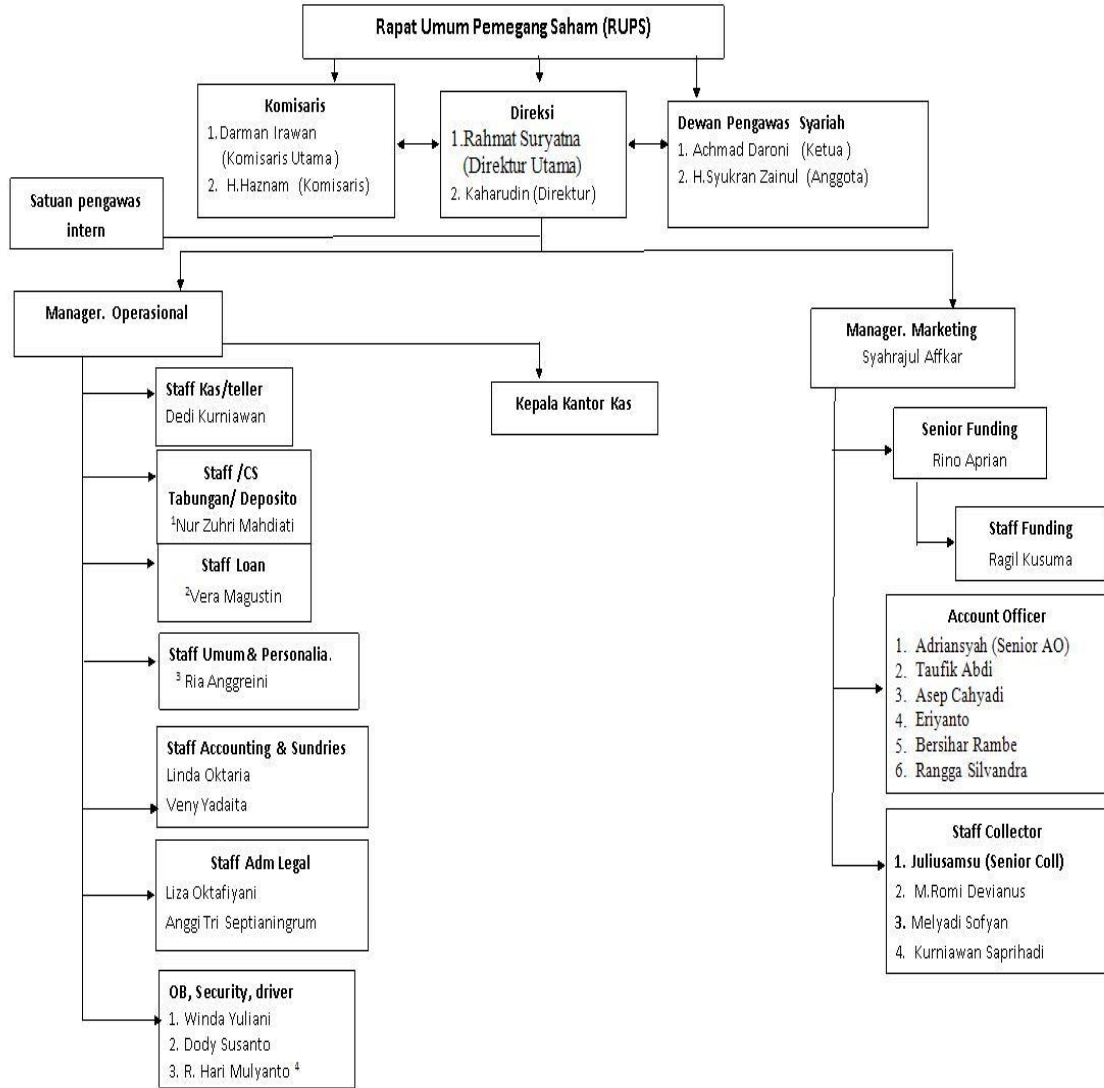 Rapat Umum Pemegang Saham (RUPS)
Komisaris
1.Darman Irawan
(Komisaris Utama )
2. H.Haznam (Komisaris)
Direksi
1.Rahmat Suryatna
(Direktur Utama)
2. Kaharudin (Direktur)
Dewan Pengawas Syariah
1. Achmad Daroni (Ketua )
2. H.Syukran Zainul (Anggota)
Satuan pengawas
intern
Manager. Operasional
Staff Kas/teller
Dedi Kurniawan
Staff /CS
Tabungan/ Deposito
¹Nur Zuhri Mahdiati
Staff Loan
²Vera Magustin
Staff Umum & Personalia.
³ Ria Anggreini
Staff Accounting & Sundries
Linda Oktaria
Veny Yadaita
Staff Adm Legal
Liza Oktafiyani
Anggi Tri Septianingrum
OB, Security, driver
1. Winda Yuliani
2. Dody Susanto
3. R. Hari Mulyanto ⁴
Kepala Kantor Kas
Manager. Marketing
Syahrajul Affkar
Senior Funding
Rino Aprian
Staff Funding
Ragil Kusuma
Account Officer
1. Adriansyah (Senior AO)
2. Taufik Abdi
3. Asep Cahyadi
4. Eriyanto
5. Bersihar Rambe
6. Rangga Silvandra
Staff Collector
1. Juliusamsu (Senior Coll)
2. M.Romi Devianus
3. Melyadi Sofyan
4. Kurniawan Saprihadi